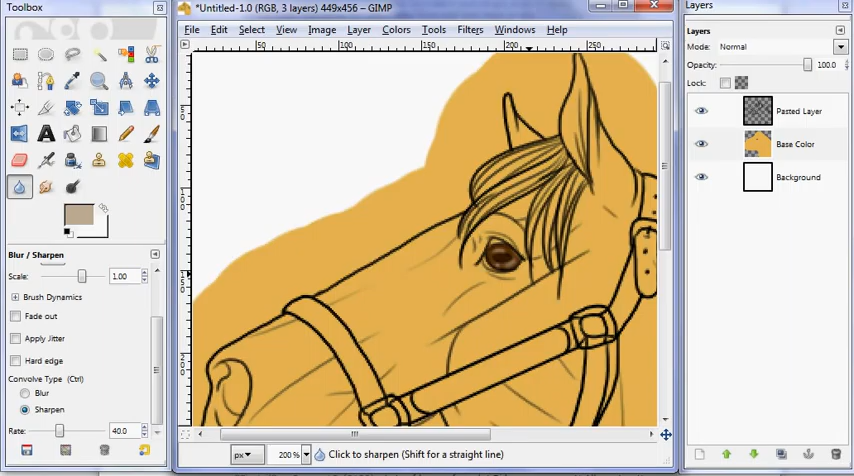 Toolbox
*Untitled-1.0 (RGB, 3 layers) 449x456 – GIMP
Layers
File Edit Select View Image Layer Colors Tools Filters Windows Help
50 100 150 200 250
Layers
Mode: Normal
Opacity: 100.0
Lock:
Pasted Layer
Base Color
Background
Blur / Sharpen
Scale: 1.00
Brush Dynamics
Fade out
Apply Jitter
Hard edge
Convolve Type (Ctrl)
Blur
Sharpen
Rate: 40.0
px 200% Click to sharpen (Shift for a straight line)